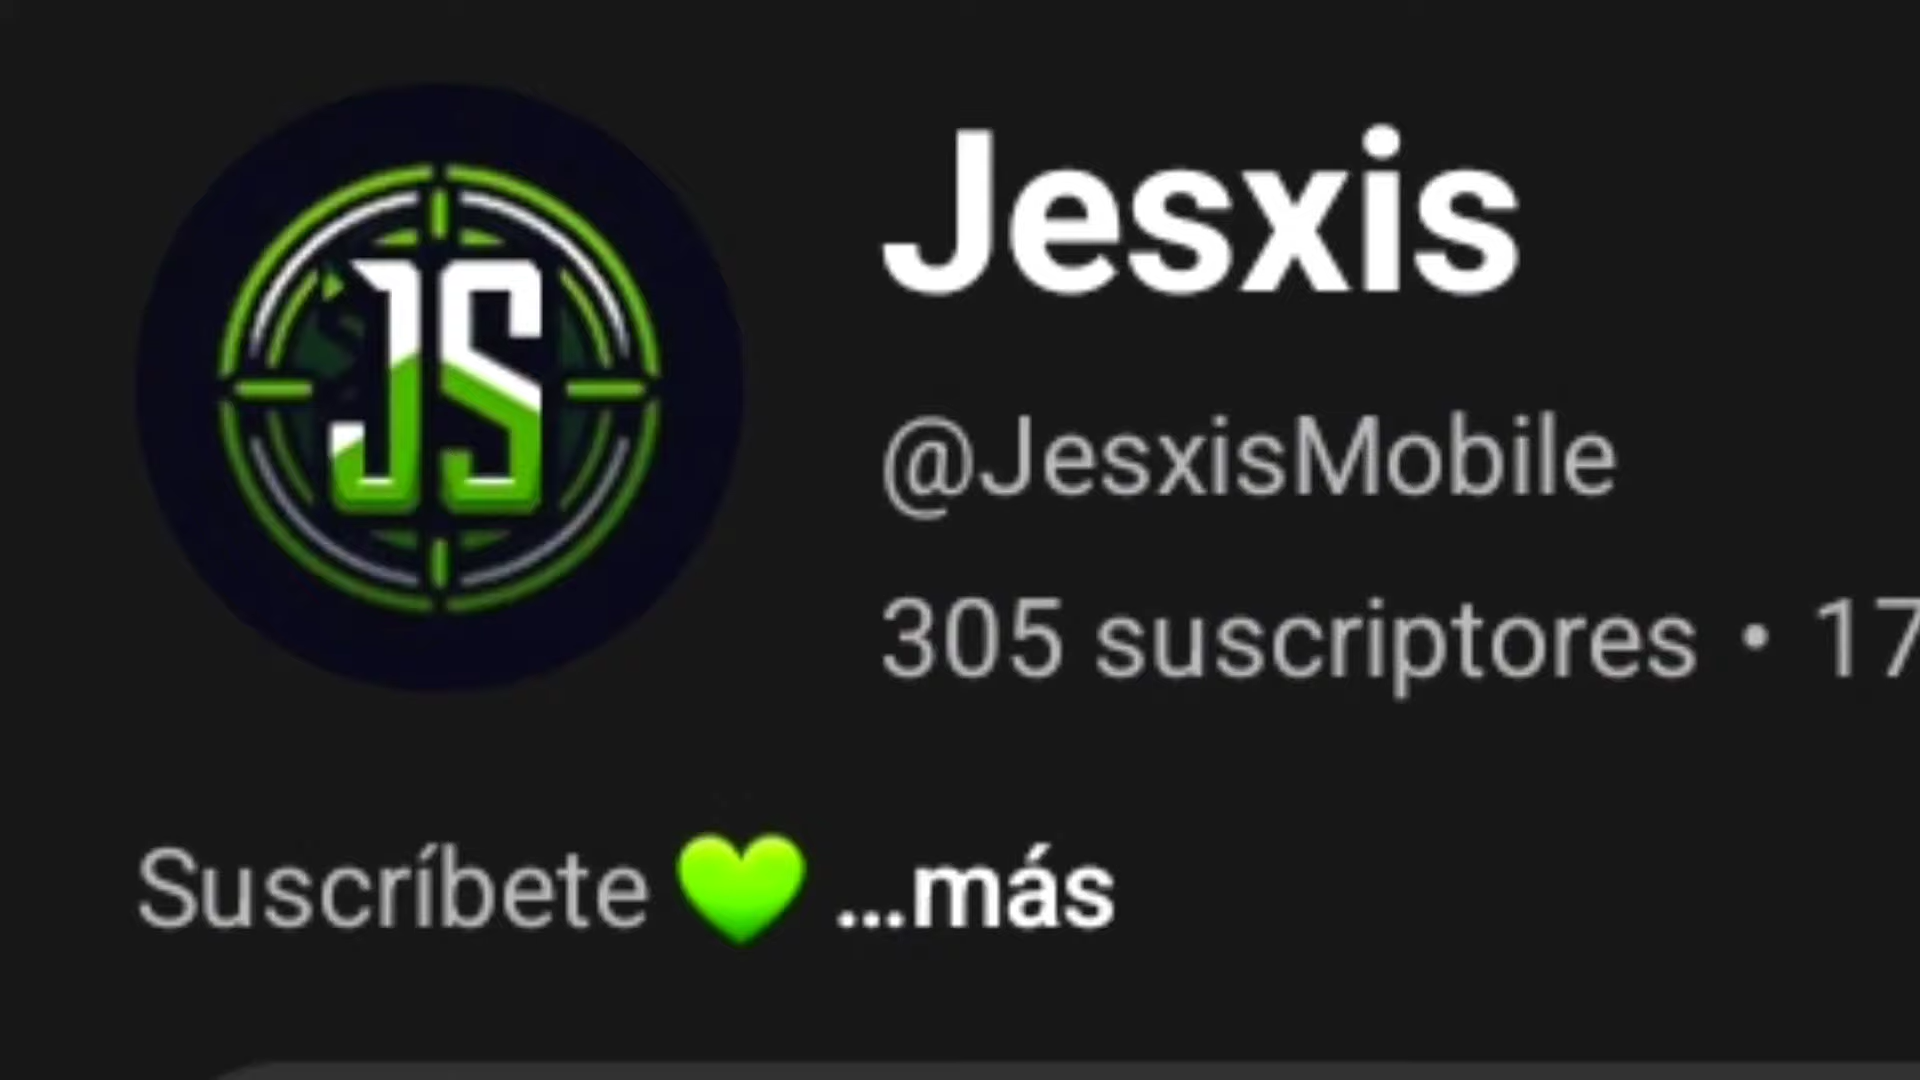 JS
Jesxis
@JesxisMobile
305 suscriptores • 17
Suscríbete 💚 ...más